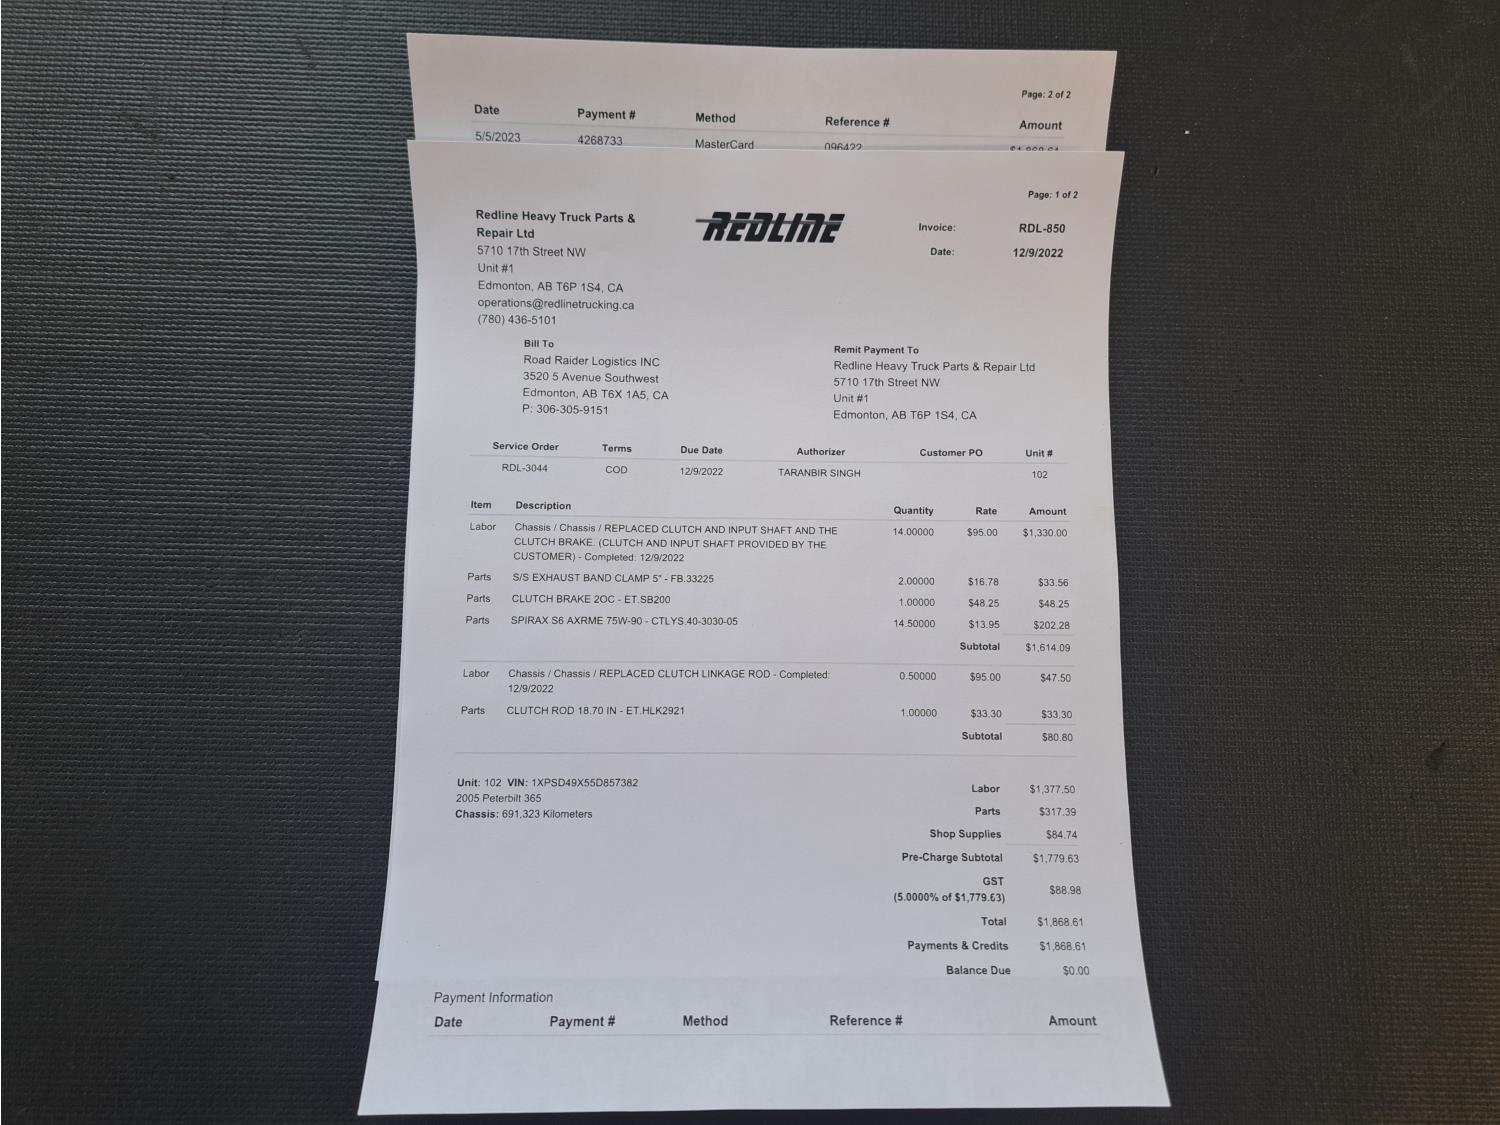 Page: 2 of 2
Date Payment # Method Reference # Amount
5/5/2023 4268733 MasterCard 096422 $1,868.61
Page: 1 of 2
Redline Heavy Truck Parts &
Repair Ltd
5710 17th Street NW
Unit #1
Edmonton, AB T6P 1S4, CA
operations@redlinetrucking.ca
(780) 436-5101
REDLINE
Invoice: RDL-850
Date: 12/9/2022
Bill To
Road Raider Logistics INC
3520 5 Avenue Southwest
Edmonton, AB T6X 1A5, CA
P: 306-305-9151
Remit Payment To
Redline Heavy Truck Parts & Repair Ltd
5710 17th Street NW
Unit #1
Edmonton, AB T6P 1S4, CA
Service Order Terms Due Date Authorizer Customer PO Unit #
RDL-3044 COD 12/9/2022 TARANBIR SINGH 102
Item Description Quantity Rate Amount
Labor Chassis / Chassis / REPLACED CLUTCH AND INPUT SHAFT AND THE 14.00000 $95.00 $1,330.00
CLUTCH BRAKE. (CLUTCH AND INPUT SHAFT PROVIDED BY THE
CUSTOMER) - Completed: 12/9/2022
Parts S/S EXHAUST BAND CLAMP 5" - FB.33225 2.00000 $16.78 $33.56
Parts CLUTCH BRAKE 2OC - ET.SB200 1.00000 $48.25 $48.25
Parts SPIRAX S6 AXRME 75W-90 - CTLYS.40-3030-05 14.50000 $13.95 $202.28
Subtotal $1,614.09
Labor Chassis / Chassis / REPLACED CLUTCH LINKAGE ROD - Completed: 0.50000 $95.00 $47.50
12/9/2022
Parts CLUTCH ROD 18.70 IN - ET.HLK2921 1.00000 $33.30 $33.30
Subtotal $80.80
Unit: 102 VIN: 1XPSD49X55D857382
2005 Peterbilt 365
Chassis: 691,323 Kilometers
Labor $1,377.50
Parts $317.39
Shop Supplies $84.74
Pre-Charge Subtotal $1,779.63
GST
(5.0000% of $1,779.63) $88.98
Total $1,868.61
Payments & Credits $1,868.61
Balance Due $0.00
Payment Information
Date Payment # Method Reference # Amount